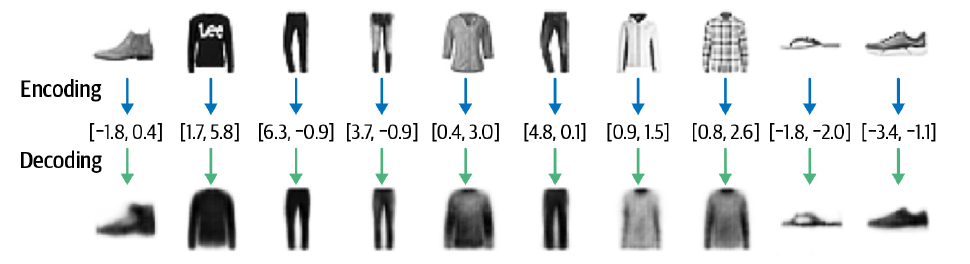 Lee
Encoding
[−1.8, 0.4] [1.7, 5.8] [6.3, −0.9] [3.7, −0.9] [0.4, 3.0] [4.8, 0.1] [0.9, 1.5] [0.8, 2.6] [−1.8, −2.0] [−3.4, −1.1]
Decoding